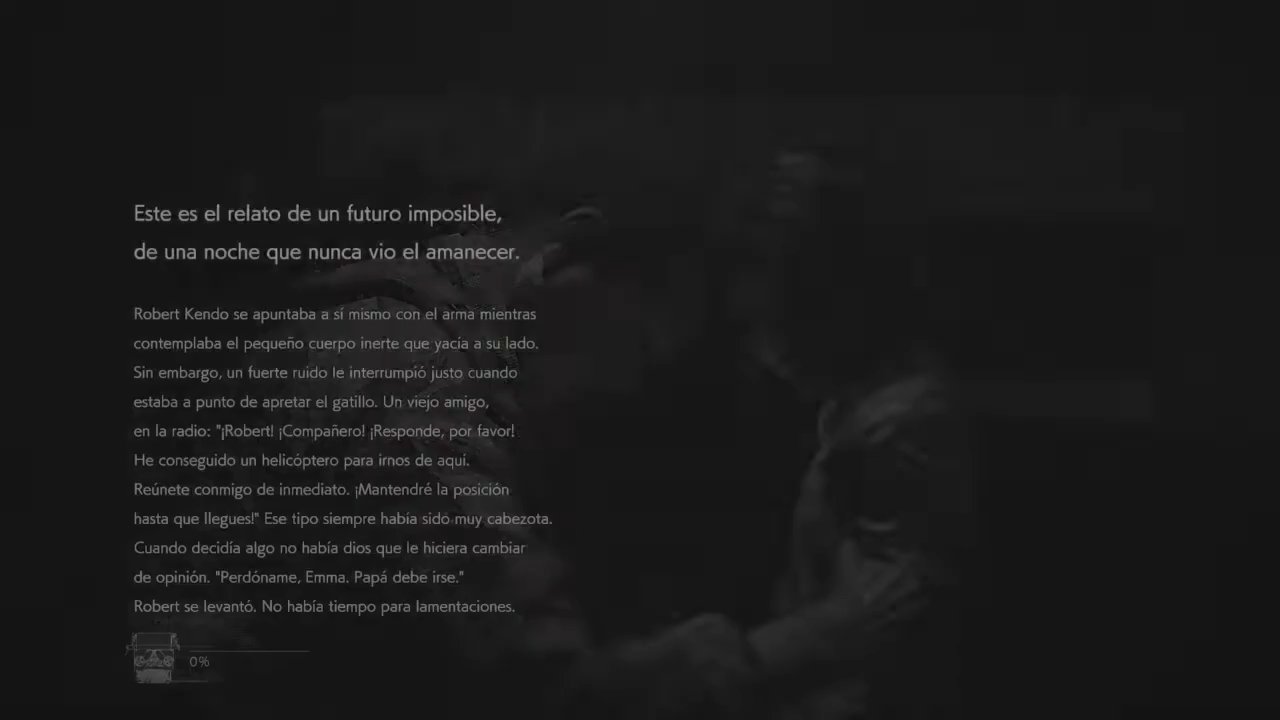 Este es el relato de un futuro imposible,
de una noche que nunca vio el amanecer.
Robert Kendo se apuntaba a sí mismo con el arma mientras
contemplaba el pequeño cuerpo inerte que yacía a su lado.
Sin embargo, un fuerte ruido le interrumpió justo cuando
estaba a punto de apretar el gatillo. Un viejo amigo,
en la radio: "¡Robert! ¡Compañero! ¡Responde, por favor!
He conseguido un helicóptero para irnos de aquí.
Reúnete conmigo de inmediato. ¡Mantendré la posición
hasta que llegues!" Ese tipo siempre había sido muy cabezota.
Cuando decidía algo no había dios que le hiciera cambiar
de opinión. "Perdóname, Emma. Papá debe irse."
Robert se levantó. No había tiempo para lamentaciones.
0%